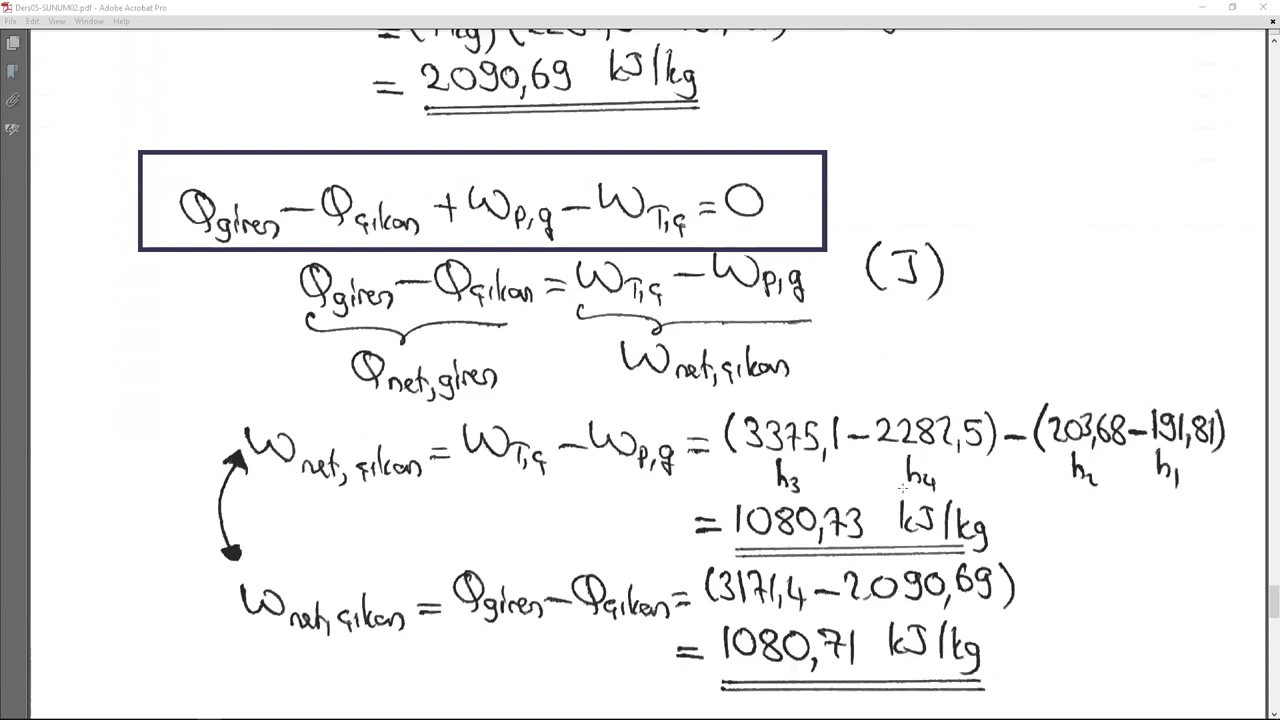 Ders05-SUNUM02.pdf - Adobe Acrobat Pro
File Edit View Window Help
= 2090,69 kJ/kg
Qgiren − Qçıkan + Wp,g − WT,ç = 0
Qgiren − Qçıkan = WT,ç − Wp,g (J)
Qnet,giren Wnet,çıkan
Wnet,çıkan = WT,ç − Wp,g = (3375,1 − 2282,5) − (203,68 − 191,81)
h3 h4 h2 h1
= 1080,73 kJ/kg
Wnet,çıkan = Qgiren − Qçıkan = (3171,4 − 2090,69)
= 1080,71 kJ/kg